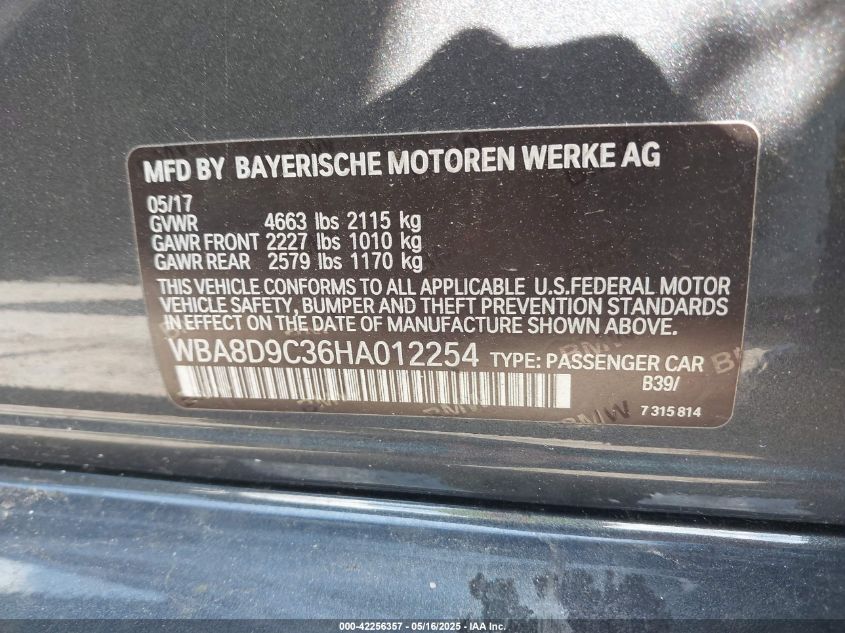 MFD BY BAYERISCHE MOTOREN WERKE AG
05/17
GVWR 4663 lbs 2115 kg
GAWR FRONT 2227 lbs 1010 kg
GAWR REAR 2579 lbs 1170 kg
THIS VEHICLE CONFORMS TO ALL APPLICABLE U.S.FEDERAL MOTOR
VEHICLE SAFETY, BUMPER AND THEFT PREVENTION STANDARDS
IN EFFECT ON THE DATE OF MANUFACTURE SHOWN ABOVE.
WBA8D9C36HA012254 TYPE: PASSENGER CAR
B39/
7 315 814
BMW
000-42256357 - 05/16/2025 - IAA Inc.